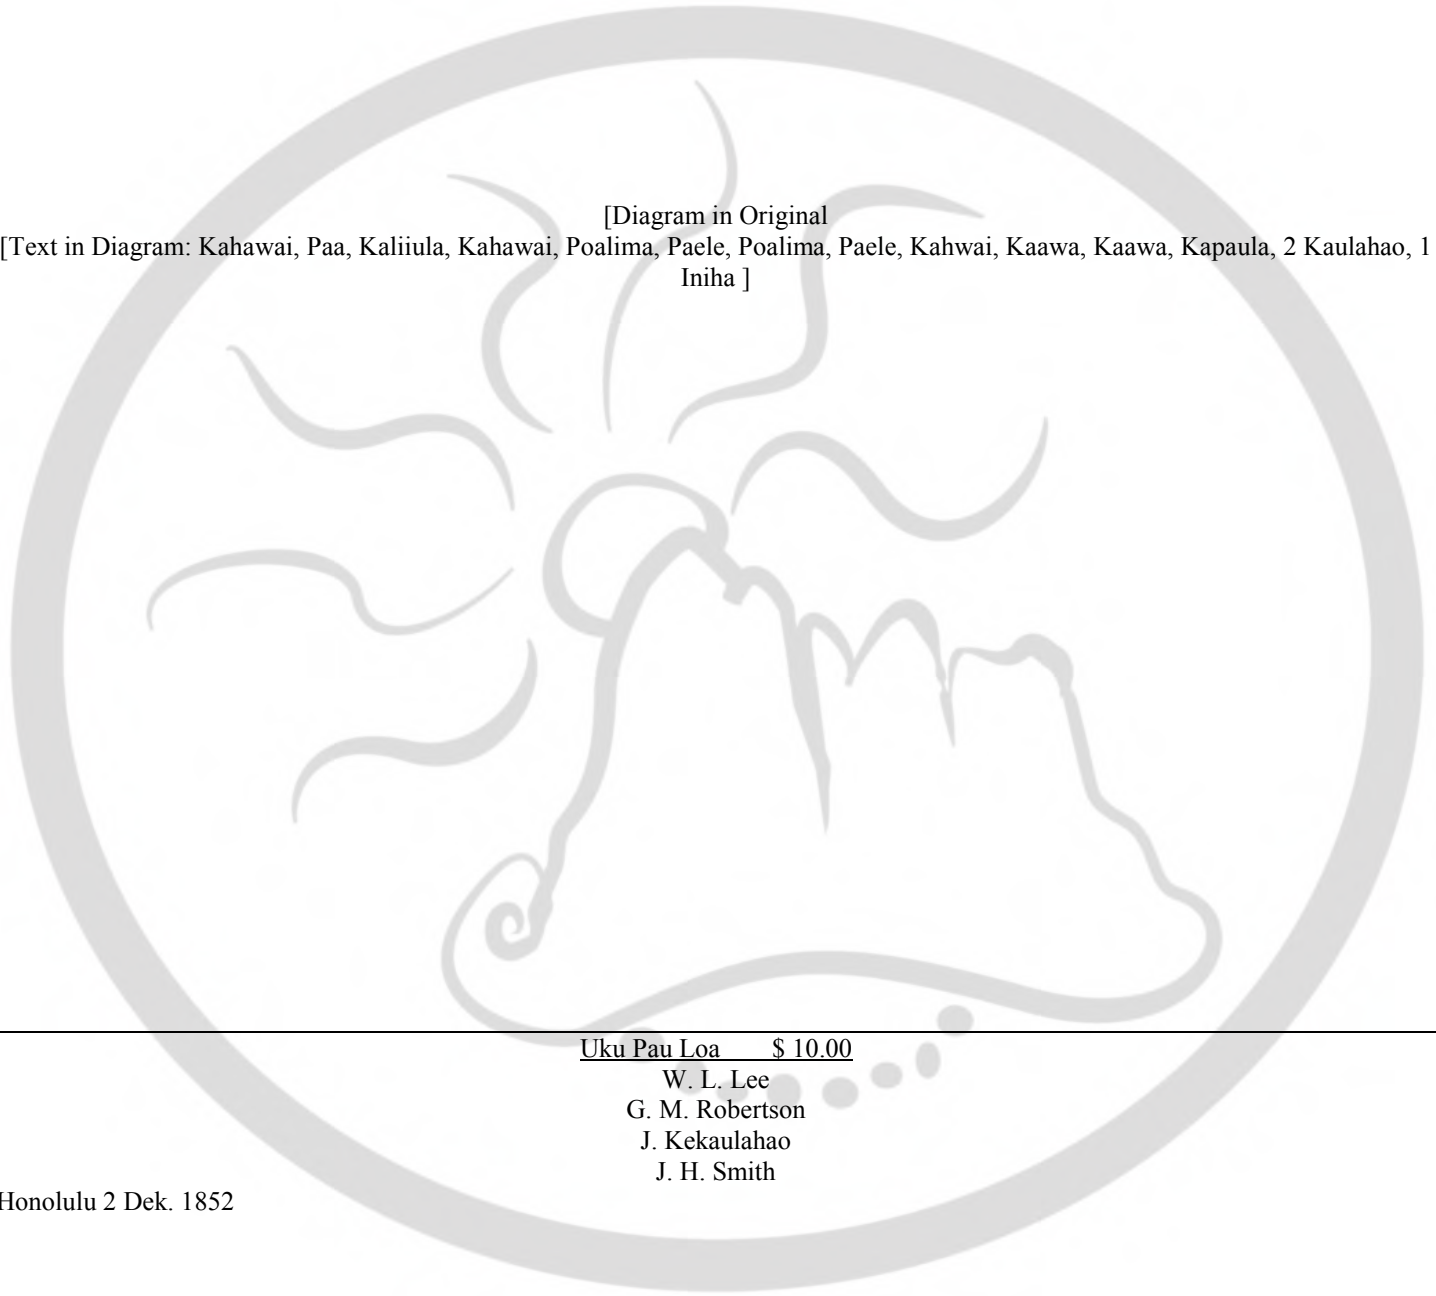 [Diagram in Original
[Text in Diagram: Kahawai, Paa, Kaliiula, Kahawai, Poalima, Paele, Poalima, Paele, Kahwai, Kaawa, Kaawa, Kapaula, 2 Kaulahao, 1
Iniha ]
Uku Pau Loa $ 10.00
W. L. Lee
G. M. Robertson
J. Kekaulahao
J. H. Smith
Honolulu 2 Dek. 1852